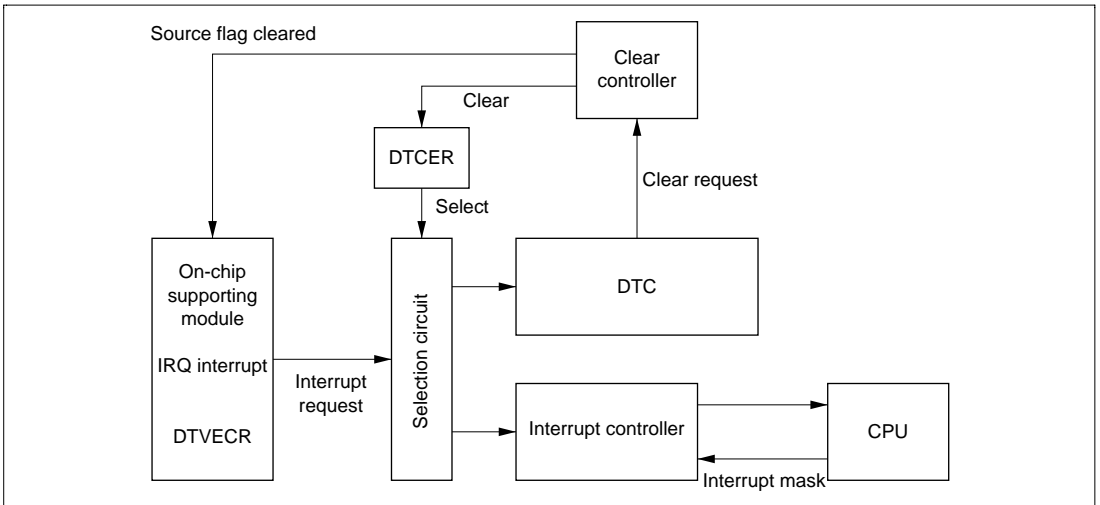 Source flag cleared
Clear
controller
Clear
DTCER
Clear request
Select
On-chip
supporting
module
IRQ interrupt
DTVECR
Interrupt
request
Selection circuit
DTC
Interrupt controller
CPU
Interrupt mask